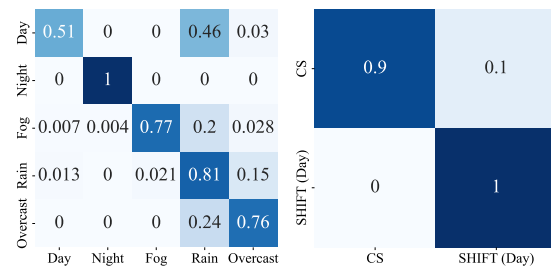 Day 0.51 0 0 0.46 0.03
Night 0 1 0 0 0
Fog 0.007 0.004 0.77 0.2 0.028
Rain 0.013 0 0.021 0.81 0.15
Overcast 0 0 0 0.24 0.76
Day Night Fog Rain Overcast
CS 0.9 0.1
SHIFT (Day) 0 1
CS SHIFT (Day)